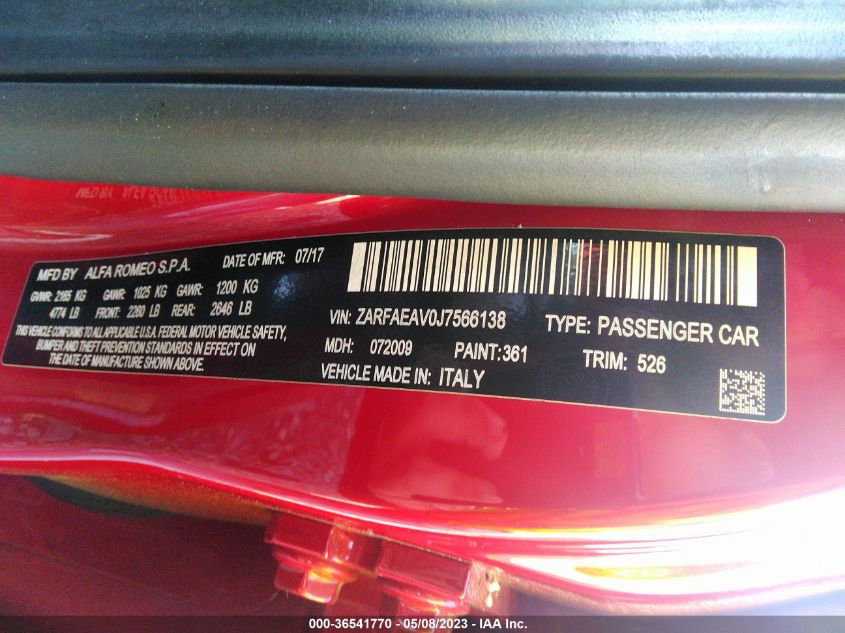 MFD BY ALFA ROMEO S.P.A. DATE OF MFR: 07/17
GVWR: 2165 KG GAWR: 1025 KG GAWR: 1200 KG
4774 LB FRONT: 2260 LB REAR: 2646 LB
THIS VEHICLE CONFORMS TO ALL APPLICABLE U.S.A. FEDERAL MOTOR VEHICLE SAFETY,
BUMPER AND THEFT PREVENTION STANDARDS IN EFFECT ON
THE DATE OF MANUFACTURE SHOWN ABOVE.
VIN: ZARFAEAV0J7566138 TYPE: PASSENGER CAR
MDH: 072009 PAINT:361 TRIM: 526
VEHICLE MADE IN: ITALY
000-36541770 - 05/08/2023 - IAA Inc.